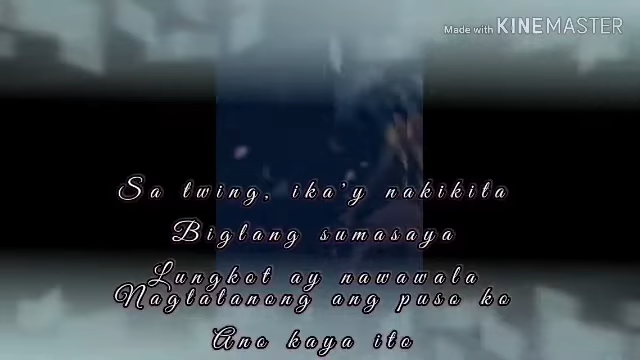 Made with KINEMASTER
Sa twing, ika'y nakikita
Biglang sumasaya
Lungkot ay nawawala
Nagtatanong ang puso ko
Ano kaya ito